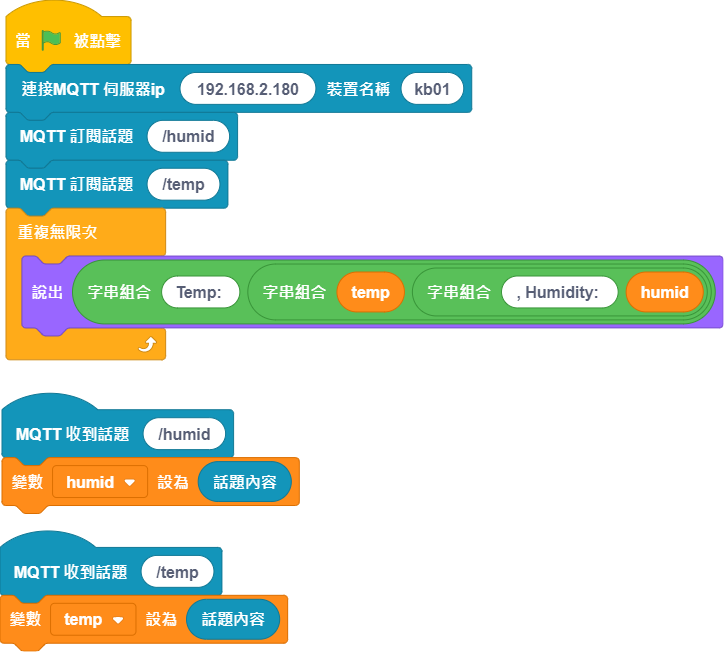 當 被點擊
連接MQTT 伺服器ip 192.168.2.180 裝置名稱 kb01
MQTT 訂閱話題 /humid
MQTT 訂閱話題 /temp
重複無限次
說出 字串組合 Temp: 字串組合 temp 字串組合 , Humidity: humid
MQTT 收到話題 /humid
變數 humid 設為 話題內容
MQTT 收到話題 /temp
變數 temp 設為 話題內容